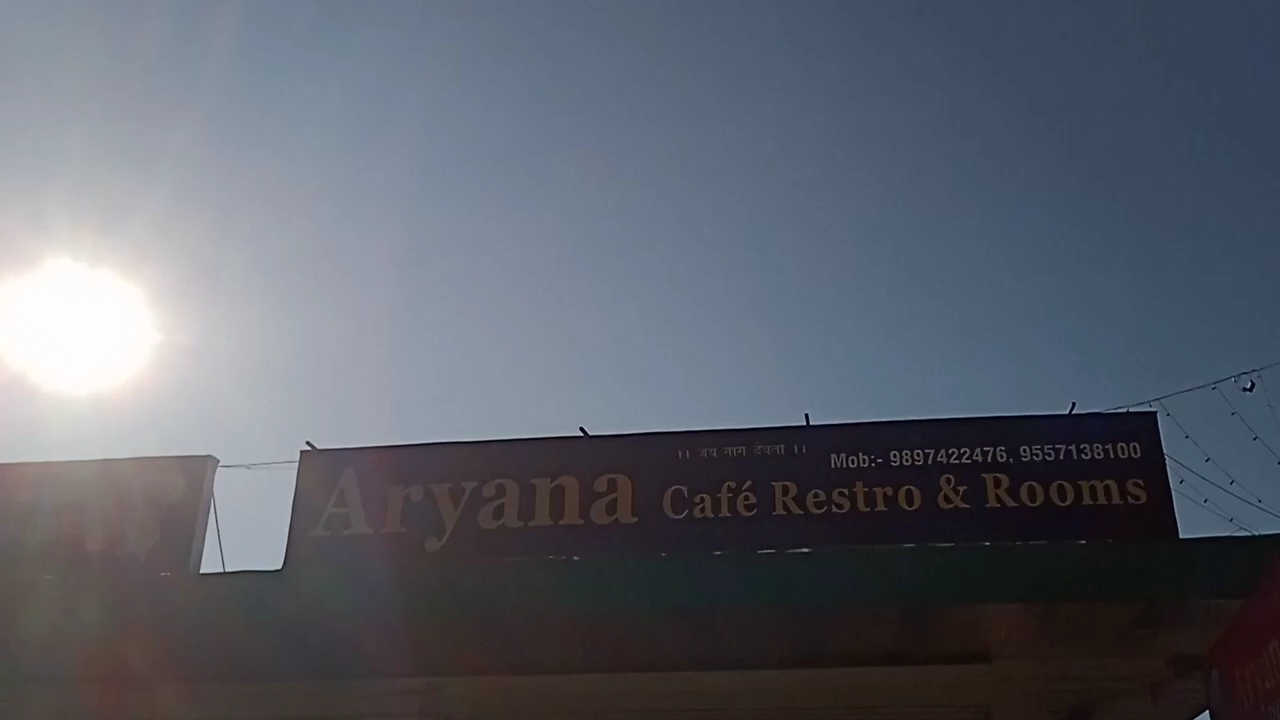 ।। जय नाग देवता ।।
Mob:- 9897422476, 9557138100
Aryana Café Restro & Rooms